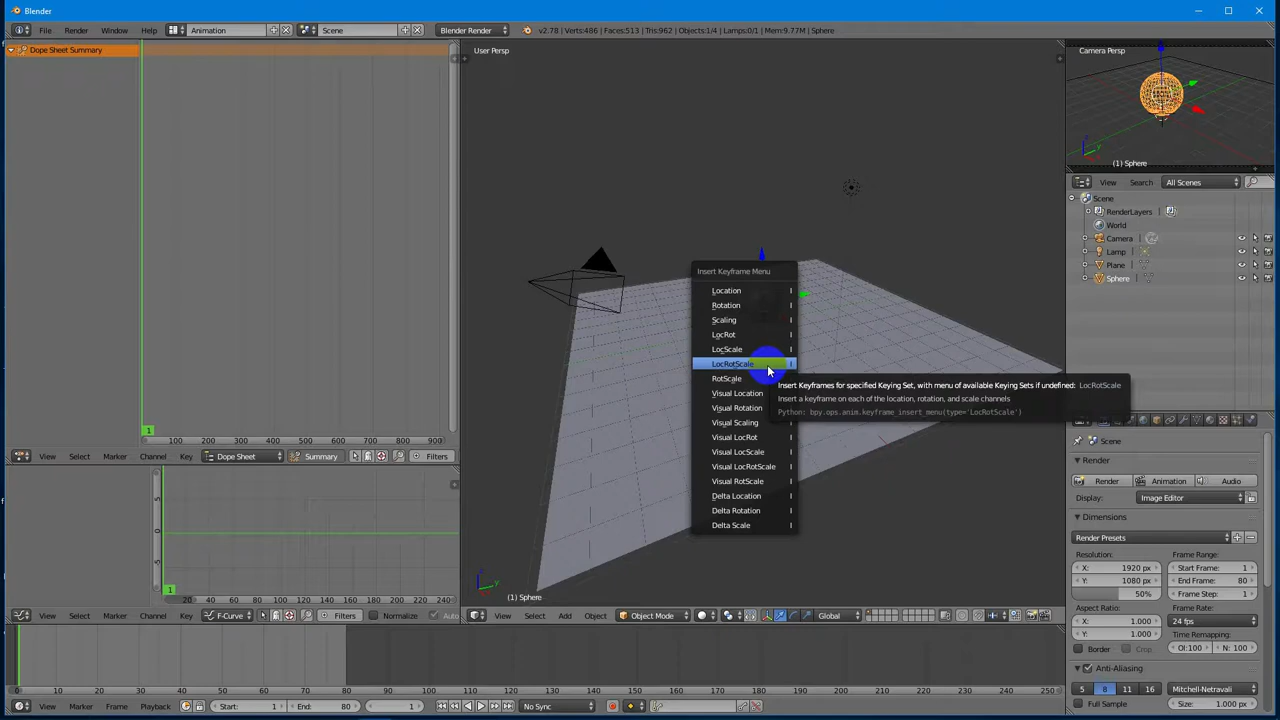 Blender
File Render Window Help Animation Scene Blender Render v2.78 | Verts:486 | Faces:513 | Tris:962 | Objects:1/4 | Lamps:0/1 | Mem:9.77M | Sphere
Dope Sheet Summary
User Persp
Camera Persp
(1) Sphere
View Search All Scenes
Scene
RenderLayers
World
Camera
Lamp
Plane
Sphere
Insert Keyframe Menu
Location I
Rotation I
Scaling I
LocRot I
LocScale I
LocRotScale I
RotScale I
Visual Location I
Visual Rotation I
Visual Scaling I
Visual LocRot I
Visual LocScale I
Visual LocRotScale I
Visual RotScale I
Delta Location I
Delta Rotation I
Delta Scale I
Insert Keyframes for specified Keying Set, with menu of available Keying Sets if undefined: LocRotScale
Insert a keyframe on each of the location, rotation, and scale channels
Python: bpy.ops.anim.keyframe_insert_menu(type='LocRotScale')
1
100 200 300 400 500 600 700 800 900
View Select Marker Channel Key Dope Sheet Summary Filters
5
0
-5
1
20 40 60 80 100 120 140 160 180 200 220 240
View Select Marker Channel Key F-Curve Filters Normalize Auto
(1) Sphere
View Select Add Object Object Mode Global
Scene
Render
Render Animation Audio
Display: Image Editor
Dimensions
Render Presets
Resolution: Frame Range:
X: 1920 px Start Frame: 1
Y: 1080 px End Frame: 80
50% Frame Step: 1
Aspect Ratio: Frame Rate:
X: 1.000 24 fps
Y: 1.000 Time Remapping:
Border Crop Ol:100 N: 100
Anti-Aliasing
5 8 11 16 Mitchell-Netravali
Full Sample Size: 1.000 px
0 10 20 30 40 50 60 70 80 90 100 110 120 130 140 150 160 170 180 190 200 210 220 230 240 250
View Marker Frame Playback Start: 1 End: 80 1 No Sync